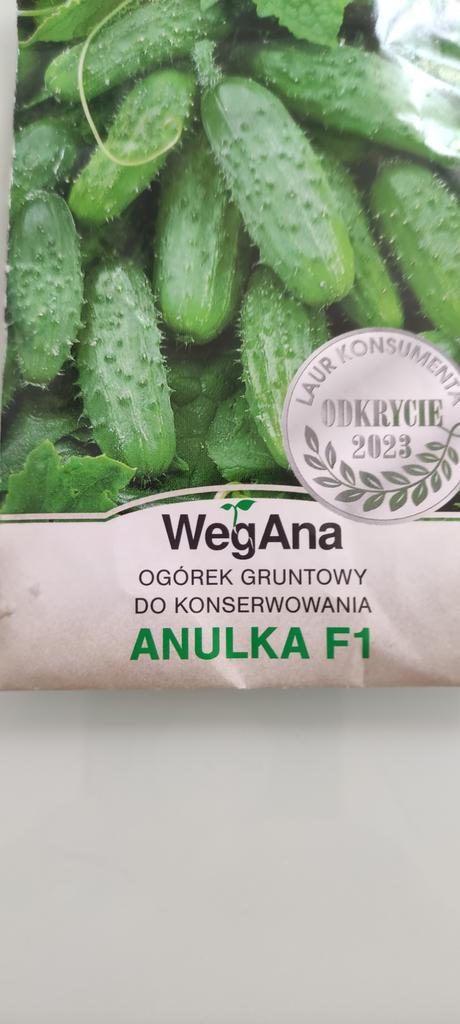 LAUR KONSUMENTA
ODKRYCIE
2023
WegAna
OGÓREK GRUNTOWY
DO KONSERWOWANIA
ANULKA F1